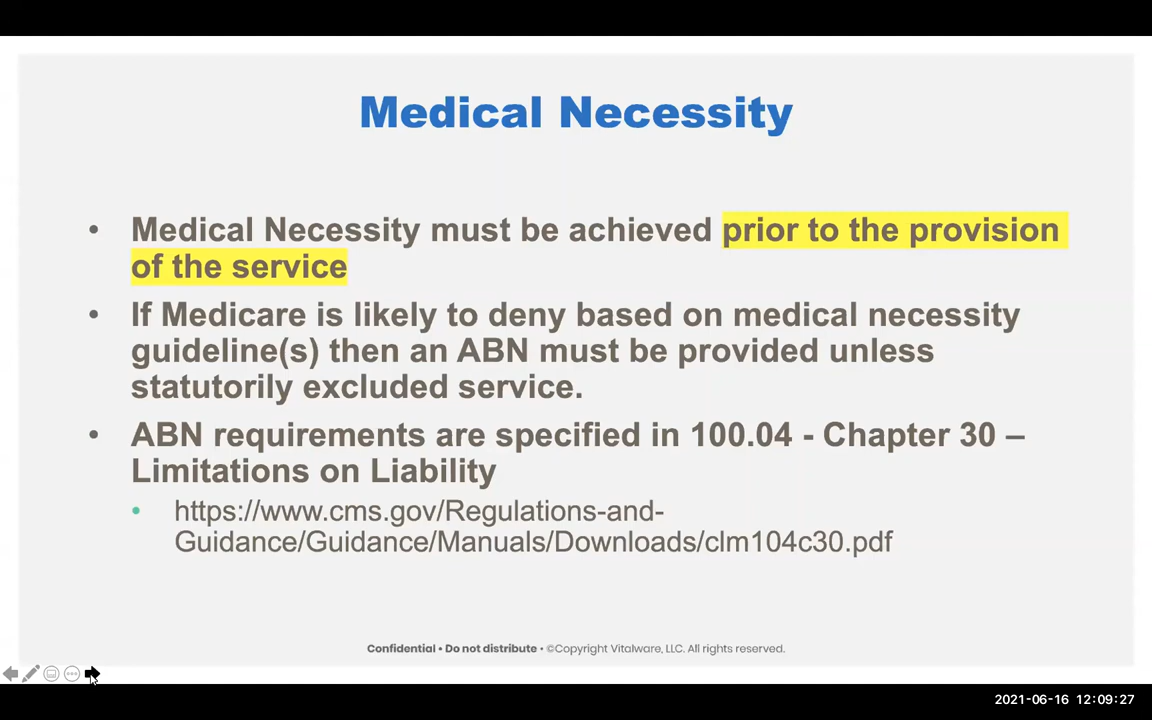 Medical Necessity
• Medical Necessity must be achieved prior to the provision
of the service
• If Medicare is likely to deny based on medical necessity
guideline(s) then an ABN must be provided unless
statutorily excluded service.
• ABN requirements are specified in 100.04 - Chapter 30 –
Limitations on Liability
• https://www.cms.gov/Regulations-and-
Guidance/Guidance/Manuals/Downloads/clm104c30.pdf
Confidential • Do not distribute • ©Copyright Vitalware, LLC. All rights reserved.
2021-06-16 12:09:27